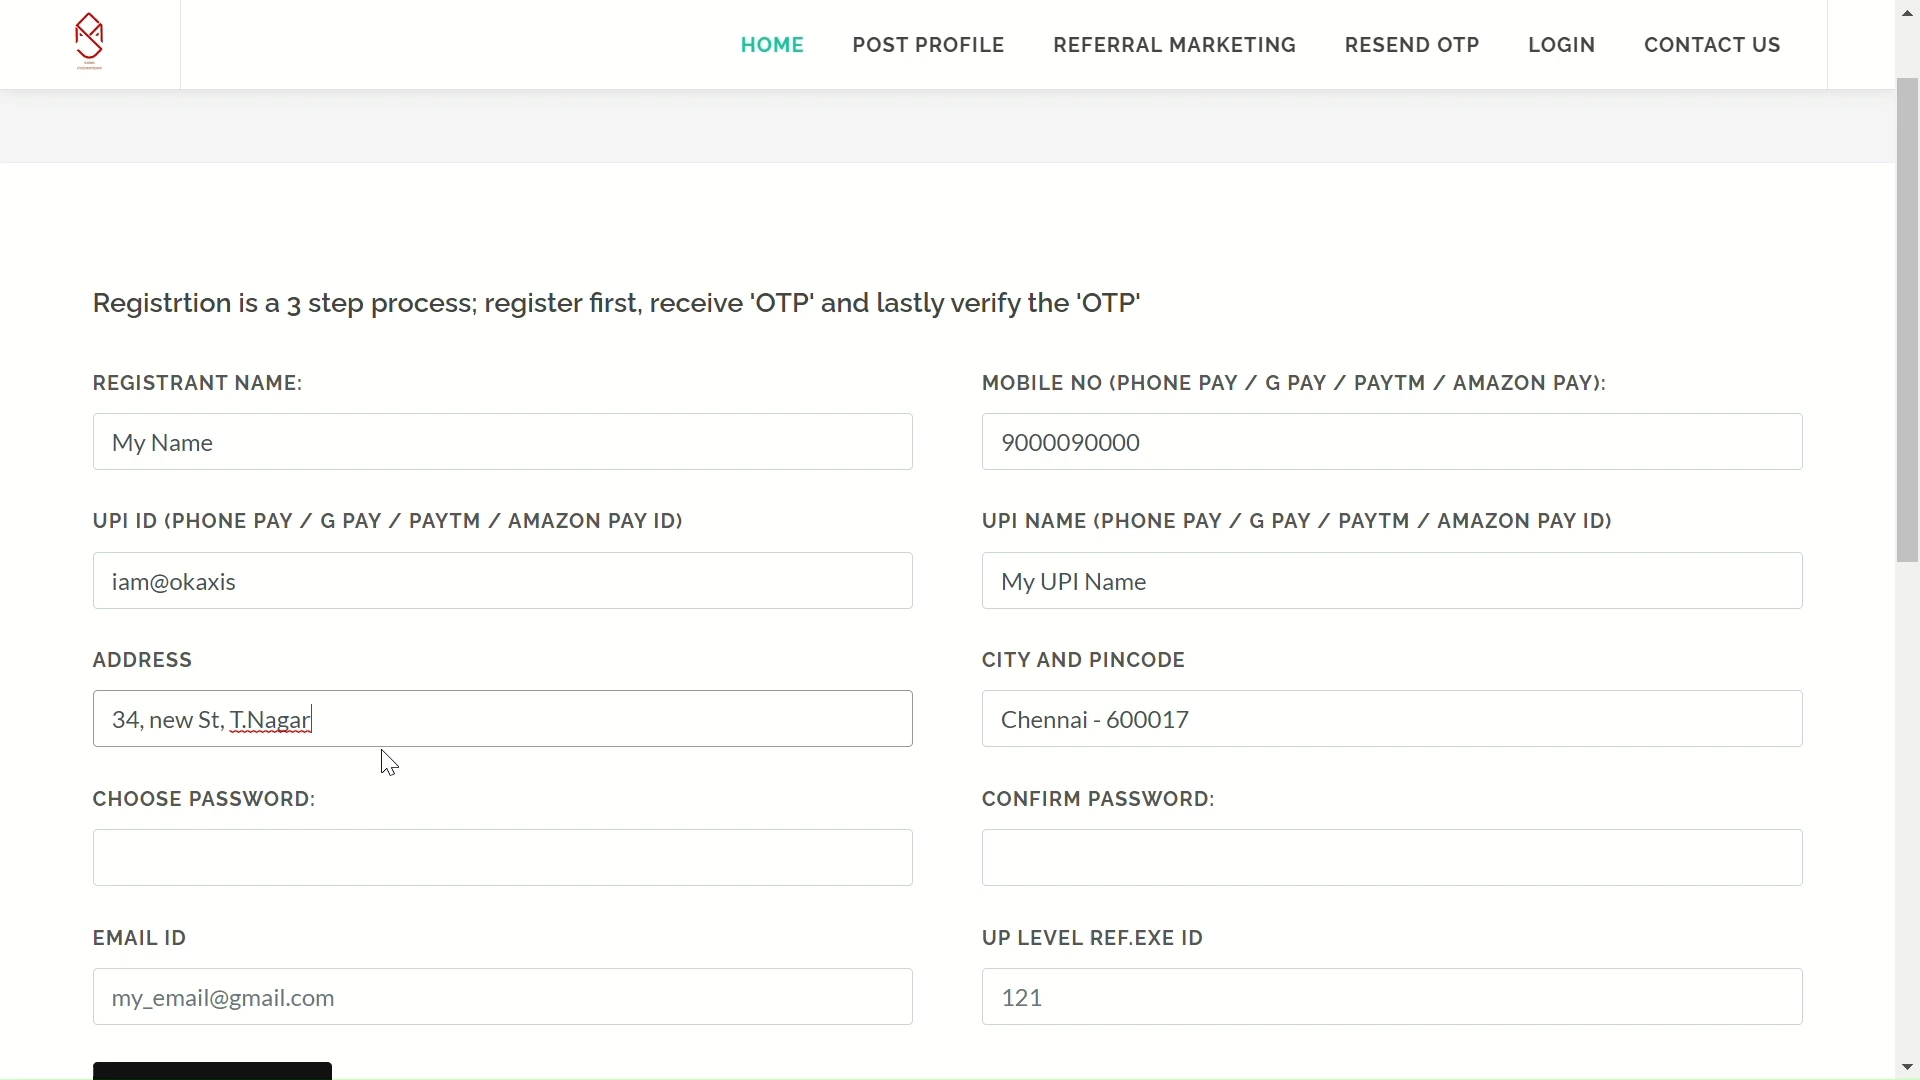 HOME POST PROFILE REFERRAL MARKETING RESEND OTP LOGIN CONTACT US
Registrtion is a 3 step process; register first, receive 'OTP' and lastly verify the 'OTP'
REGISTRANT NAME:
My Name
MOBILE NO (PHONE PAY / G PAY / PAYTM / AMAZON PAY):
9000090000
UPI ID (PHONE PAY / G PAY / PAYTM / AMAZON PAY ID)
iam@okaxis
UPI NAME (PHONE PAY / G PAY / PAYTM / AMAZON PAY ID)
My UPI Name
ADDRESS
34, new St, T.Nagar
CITY AND PINCODE
Chennai - 600017
CHOOSE PASSWORD:
CONFIRM PASSWORD:
EMAIL ID
my_email@gmail.com
UP LEVEL REF.EXE ID
121